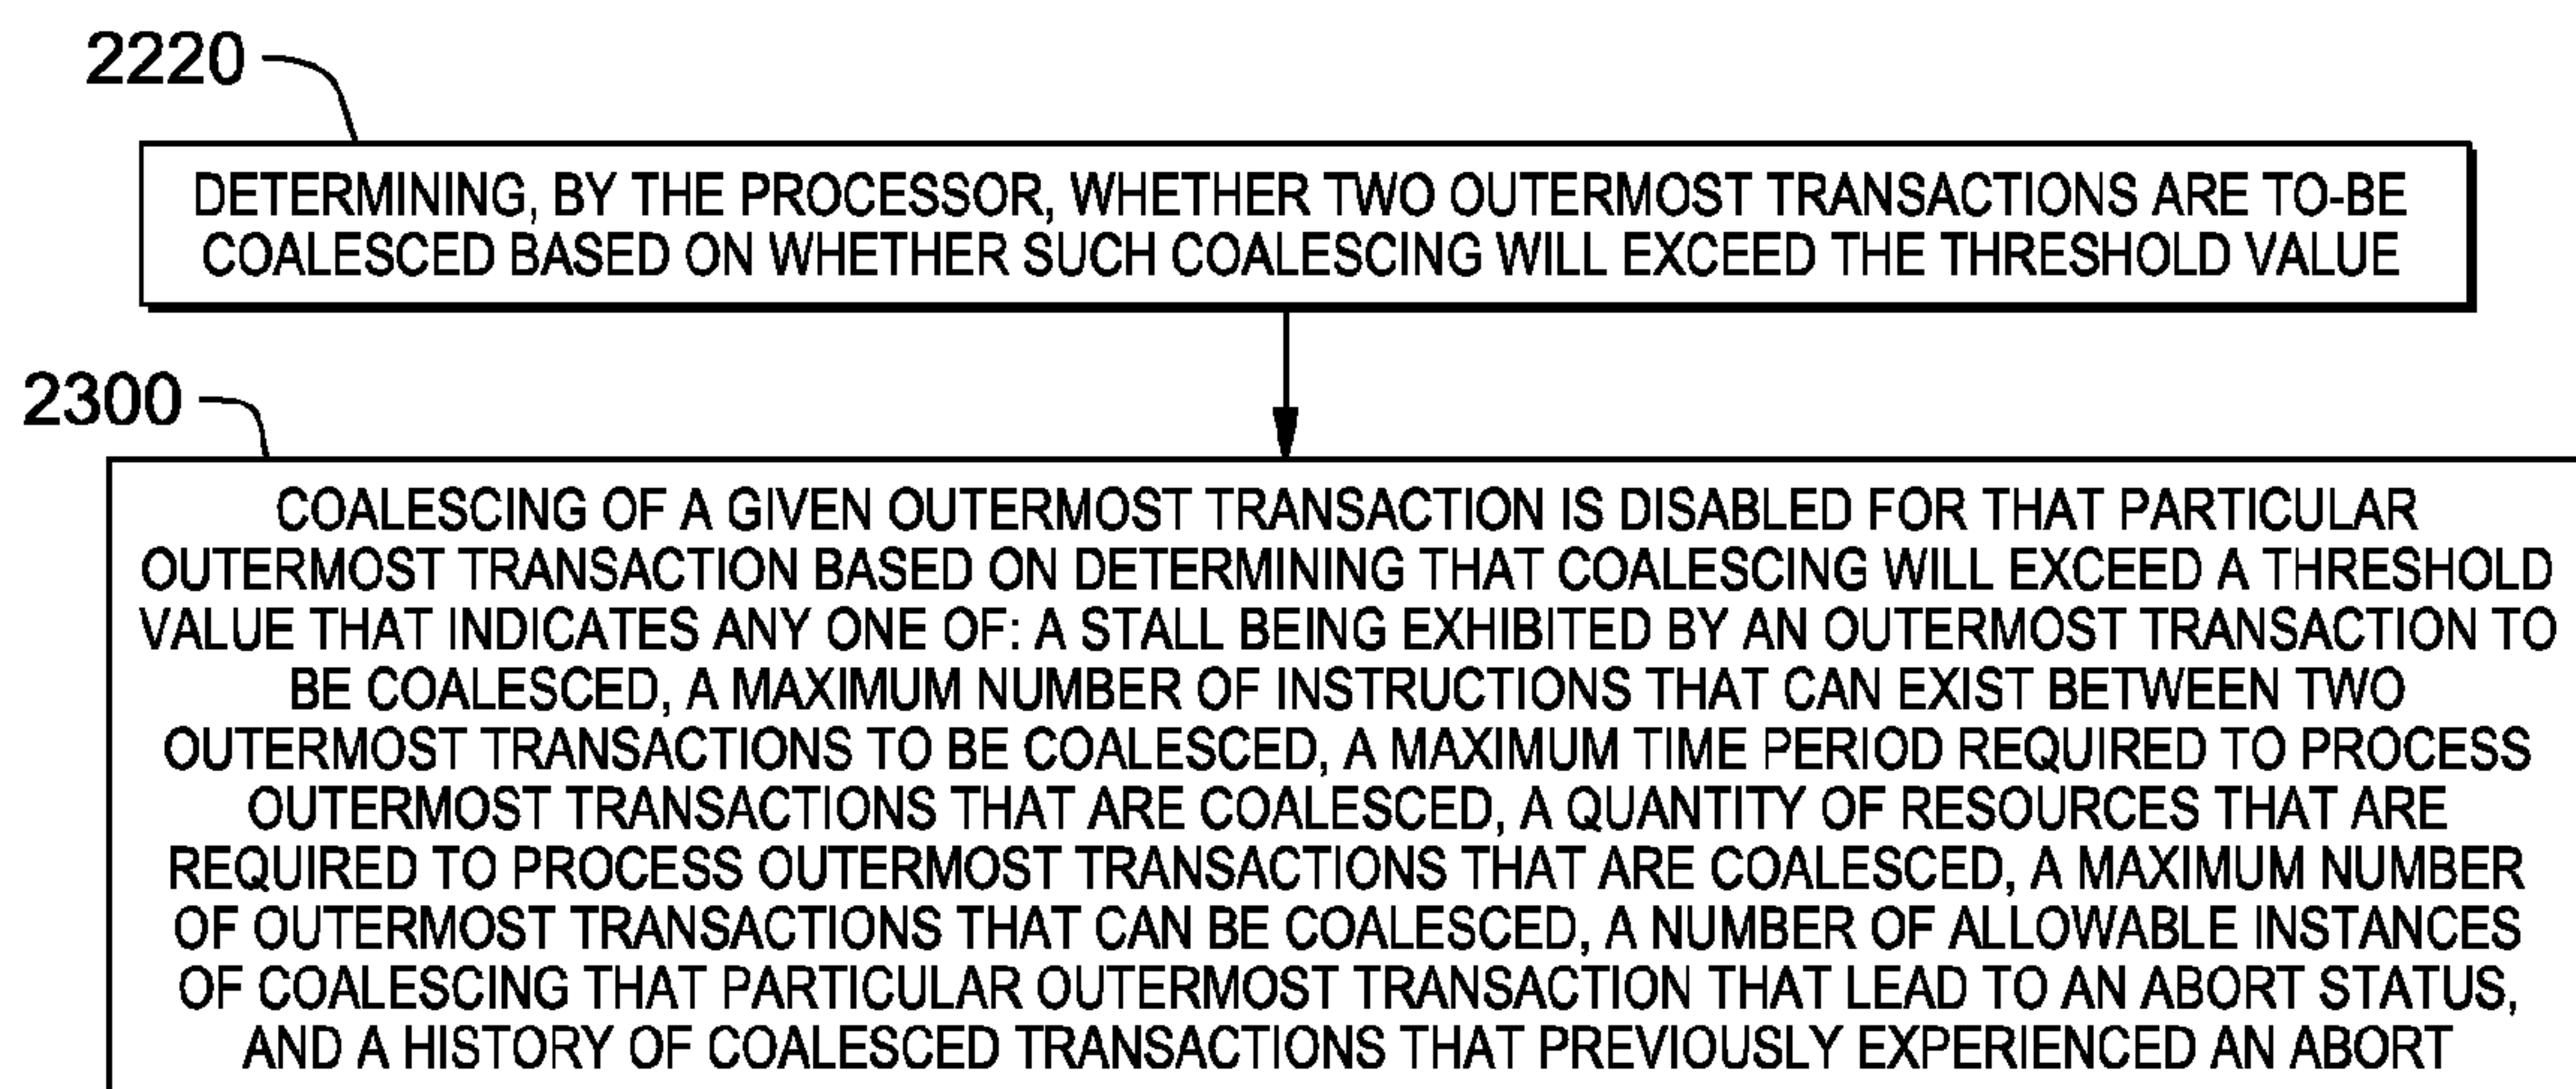 2220
DETERMINING, BY THE PROCESSOR, WHETHER TWO OUTERMOST TRANSACTIONS ARE TO-BE
COALESCED BASED ON WHETHER SUCH COALESCING WILL EXCEED THE THRESHOLD VALUE
2300
COALESCING OF A GIVEN OUTERMOST TRANSACTION IS DISABLED FOR THAT PARTICULAR
OUTERMOST TRANSACTION BASED ON DETERMINING THAT COALESCING WILL EXCEED A THRESHOLD
VALUE THAT INDICATES ANY ONE OF: A STALL BEING EXHIBITED BY AN OUTERMOST TRANSACTION TO
BE COALESCED, A MAXIMUM NUMBER OF INSTRUCTIONS THAT CAN EXIST BETWEEN TWO
OUTERMOST TRANSACTIONS TO BE COALESCED, A MAXIMUM TIME PERIOD REQUIRED TO PROCESS
OUTERMOST TRANSACTIONS THAT ARE COALESCED, A QUANTITY OF RESOURCES THAT ARE
REQUIRED TO PROCESS OUTERMOST TRANSACTIONS THAT ARE COALESCED, A MAXIMUM NUMBER
OF OUTERMOST TRANSACTIONS THAT CAN BE COALESCED, A NUMBER OF ALLOWABLE INSTANCES
OF COALESCING THAT PARTICULAR OUTERMOST TRANSACTION THAT LEAD TO AN ABORT STATUS,
AND A HISTORY OF COALESCED TRANSACTIONS THAT PREVIOUSLY EXPERIENCED AN ABORT